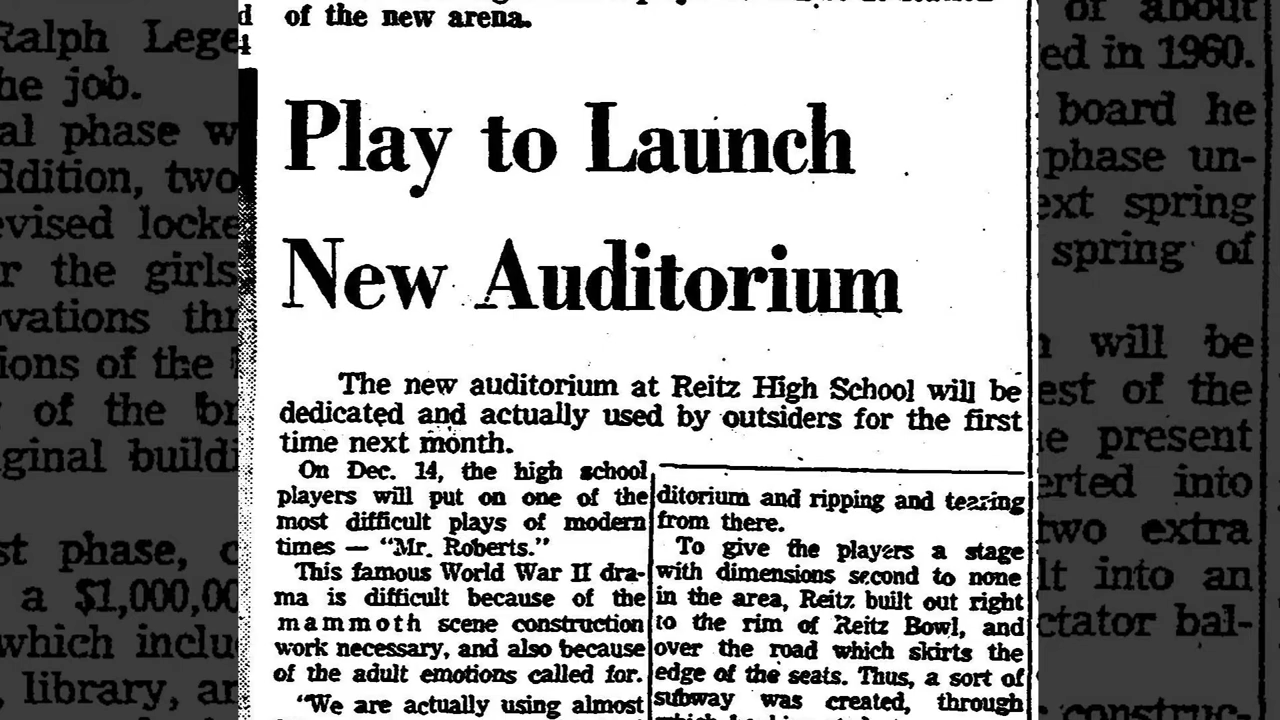 of the new arena.
Play to Launch
New Auditorium
The new auditorium at Reitz High School will be
dedicated and actually used by outsiders for the first
time next month.
On Dec. 14, the high school
players will put on one of the
most difficult plays of modern
times — "Mr. Roberts."
This famous World War II dra-
ma is difficult because of the
mammoth scene construction
work necessary, and also because
of the adult emotions called for.
"We are actually using almost
ditorium and ripping and tearing
from there.
To give the players a stage
with dimensions second to none
in the area, Reitz built out right
to the rim of Reitz Bowl, and
over the road which skirts the
edge of the seats. Thus, a sort of
subway was created, through
Ralph Lege
he job.
al phase w
ddition, two
evised locke
r the girls
ovations thr
ions of the
of the br
ginal buildi
st phase, c
a $1,000,00
which inclu
, library, an
or about
ed in 1960.
board he
phase un-
ext spring
spring of
will be
est of the
e present
erted into
two extra
lt into an
ctator bal-
construc-